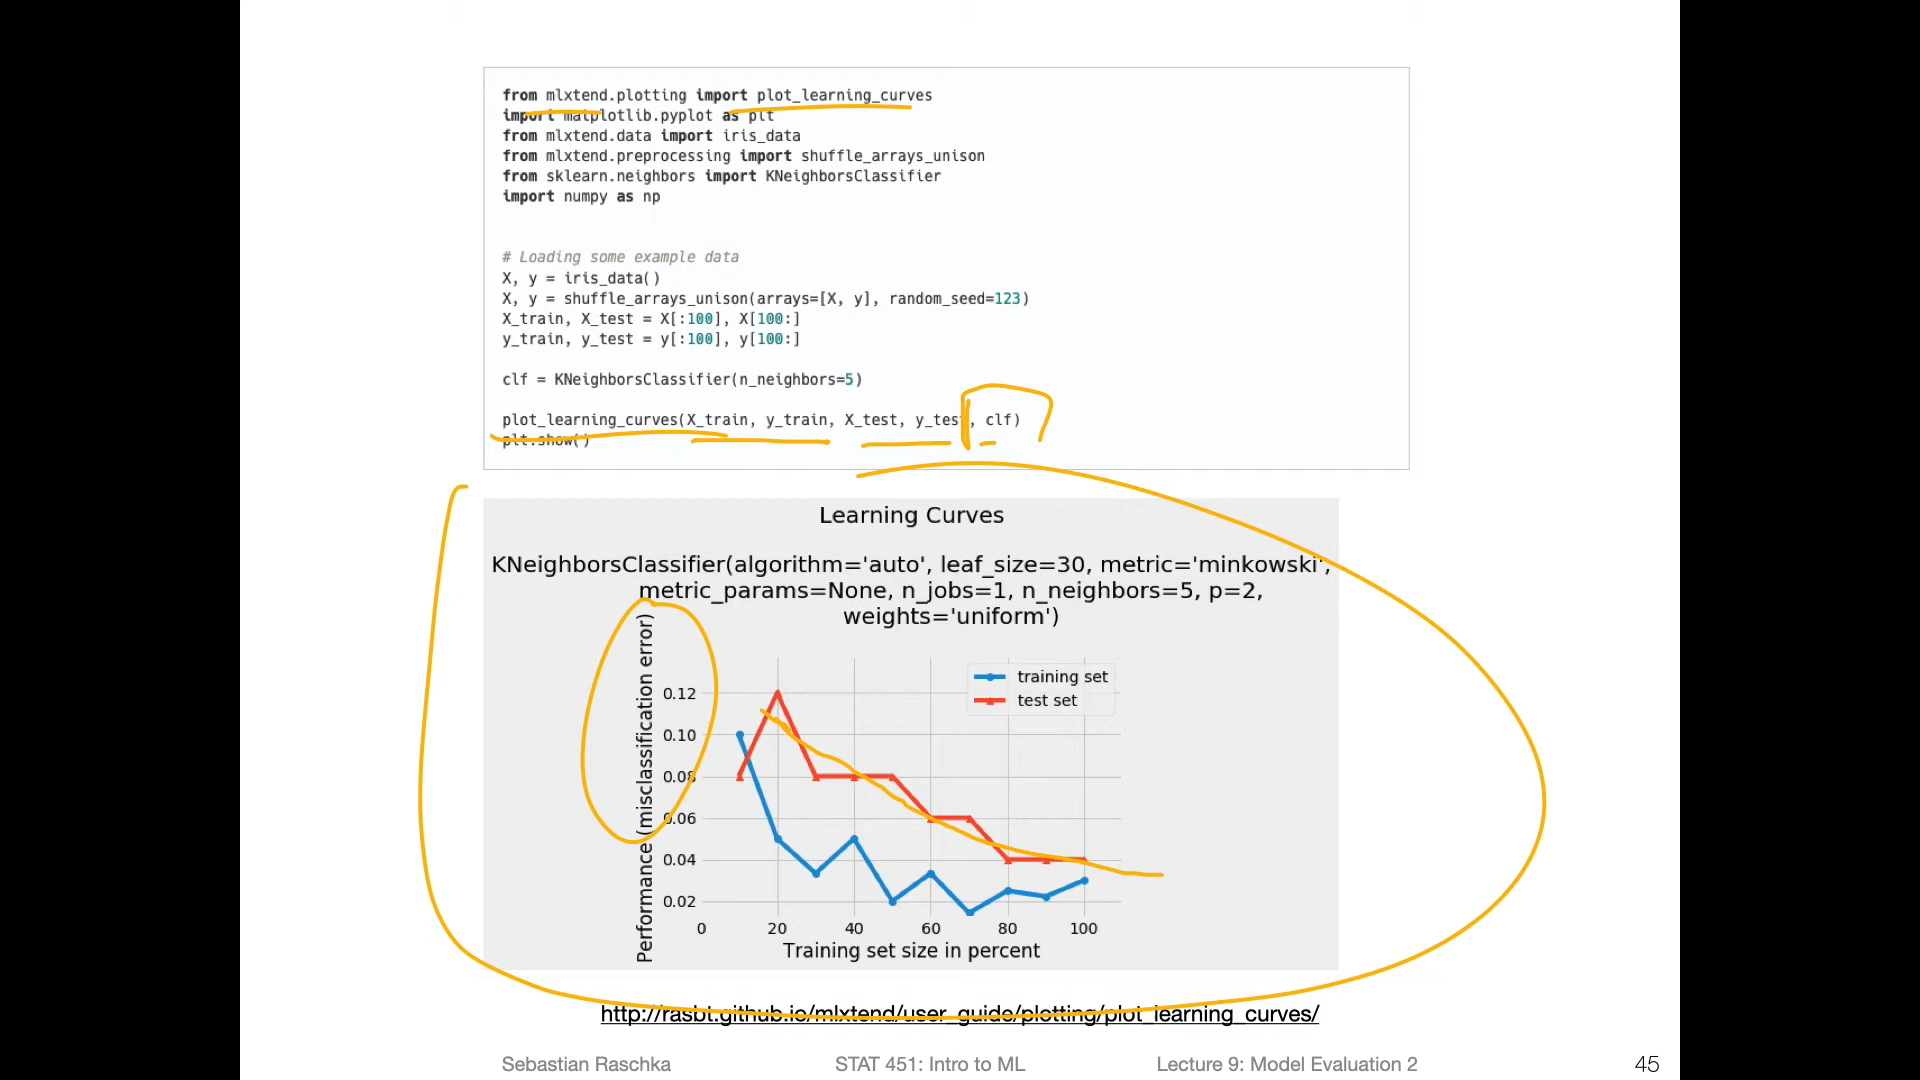 from mlxtend.plotting import plot_learning_curves
import matplotlib.pyplot as plt
from mlxtend.data import iris_data
from mlxtend.preprocessing import shuffle_arrays_unison
from sklearn.neighbors import KNeighborsClassifier
import numpy as np
# Loading some example data
X, y = iris_data()
X, y = shuffle_arrays_unison(arrays=[X, y], random_seed=123)
X_train, X_test = X[:100], X[100:]
y_train, y_test = y[:100], y[100:]
clf = KNeighborsClassifier(n_neighbors=5)
plot_learning_curves(X_train, y_train, X_test, y_test, clf)
plt.show()
Learning Curves
KNeighborsClassifier(algorithm='auto', leaf_size=30, metric='minkowski',
metric_params=None, n_jobs=1, n_neighbors=5, p=2,
weights='uniform')
Performance (misclassification error)
training set
test set
0.12
0.10
0.08
0.06
0.04
0.02
0 20 40 60 80 100
Training set size in percent
http://rasbt.github.io/mlxtend/user_guide/plotting/plot_learning_curves/
Sebastian Raschka STAT 451: Intro to ML Lecture 9: Model Evaluation 2 45